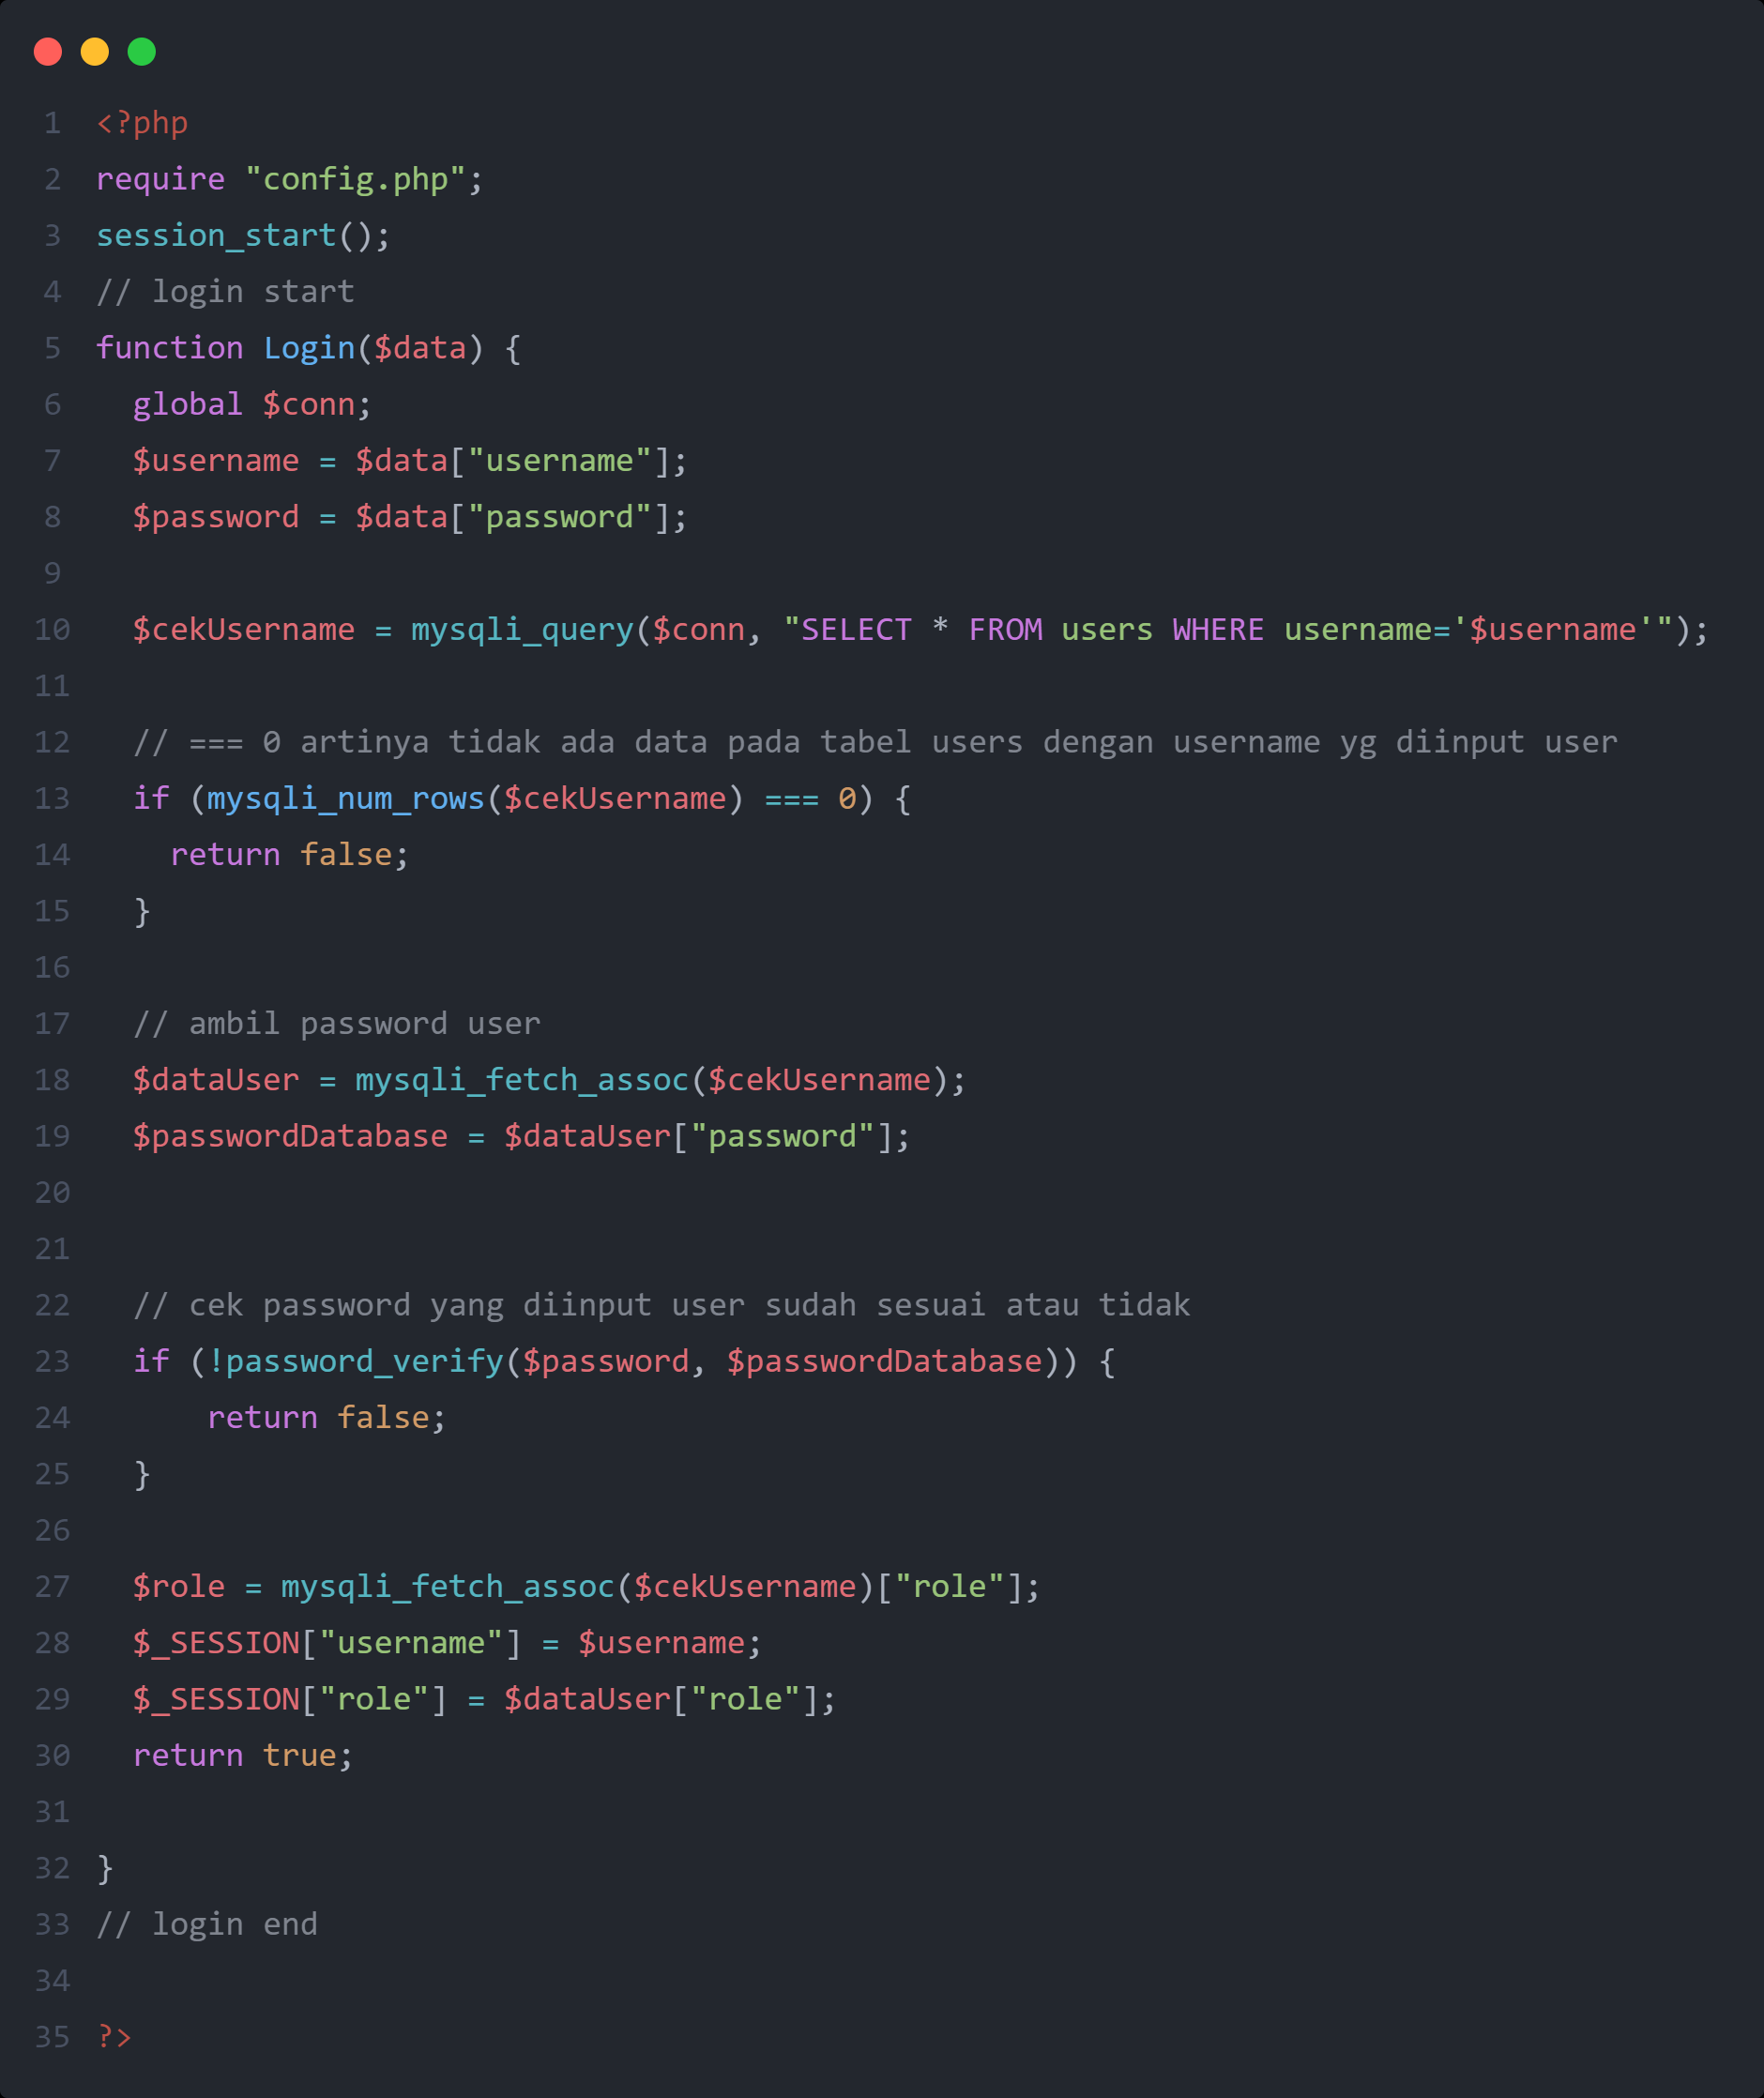 1 <?php
2 require "config.php";
3 session_start();
4 // login start
5 function Login($data) {
6   global $conn;
7   $username = $data["username"];
8   $password = $data["password"];
9
10   $cekUsername = mysqli_query($conn, "SELECT * FROM users WHERE username='$username'");
11
12   // === 0 artinya tidak ada data pada tabel users dengan username yg diinput user
13   if (mysqli_num_rows($cekUsername) === 0) {
14     return false;
15   }
16
17   // ambil password user
18   $dataUser = mysqli_fetch_assoc($cekUsername);
19   $passwordDatabase = $dataUser["password"];
20
21
22   // cek password yang diinput user sudah sesuai atau tidak
23   if (!password_verify($password, $passwordDatabase)) {
24       return false;
25   }
26
27   $role = mysqli_fetch_assoc($cekUsername)["role"];
28   $_SESSION["username"] = $username;
29   $_SESSION["role"] = $dataUser["role"];
30   return true;
31
32 }
33 // login end
34
35 ?>